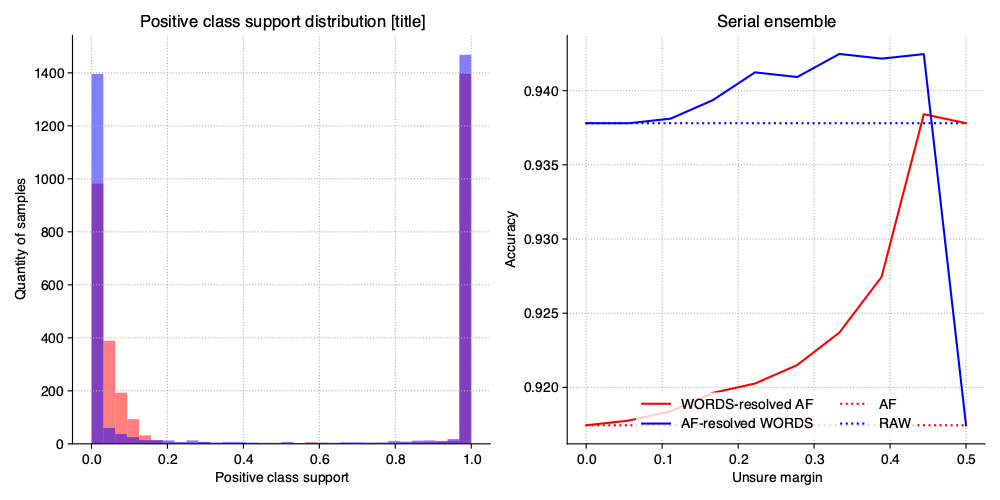 Positive class support distribution [title]
Quantity of samples
1400
1200
1000
800
600
400
200
0
0.0 0.2 0.4 0.6 0.8 1.0
Positive class support
Serial ensemble
Accuracy
0.940
0.935
0.930
0.925
0.920
WORDS-resolved AF AF
AF-resolved WORDS RAW
0.0 0.1 0.2 0.3 0.4 0.5
Unsure margin